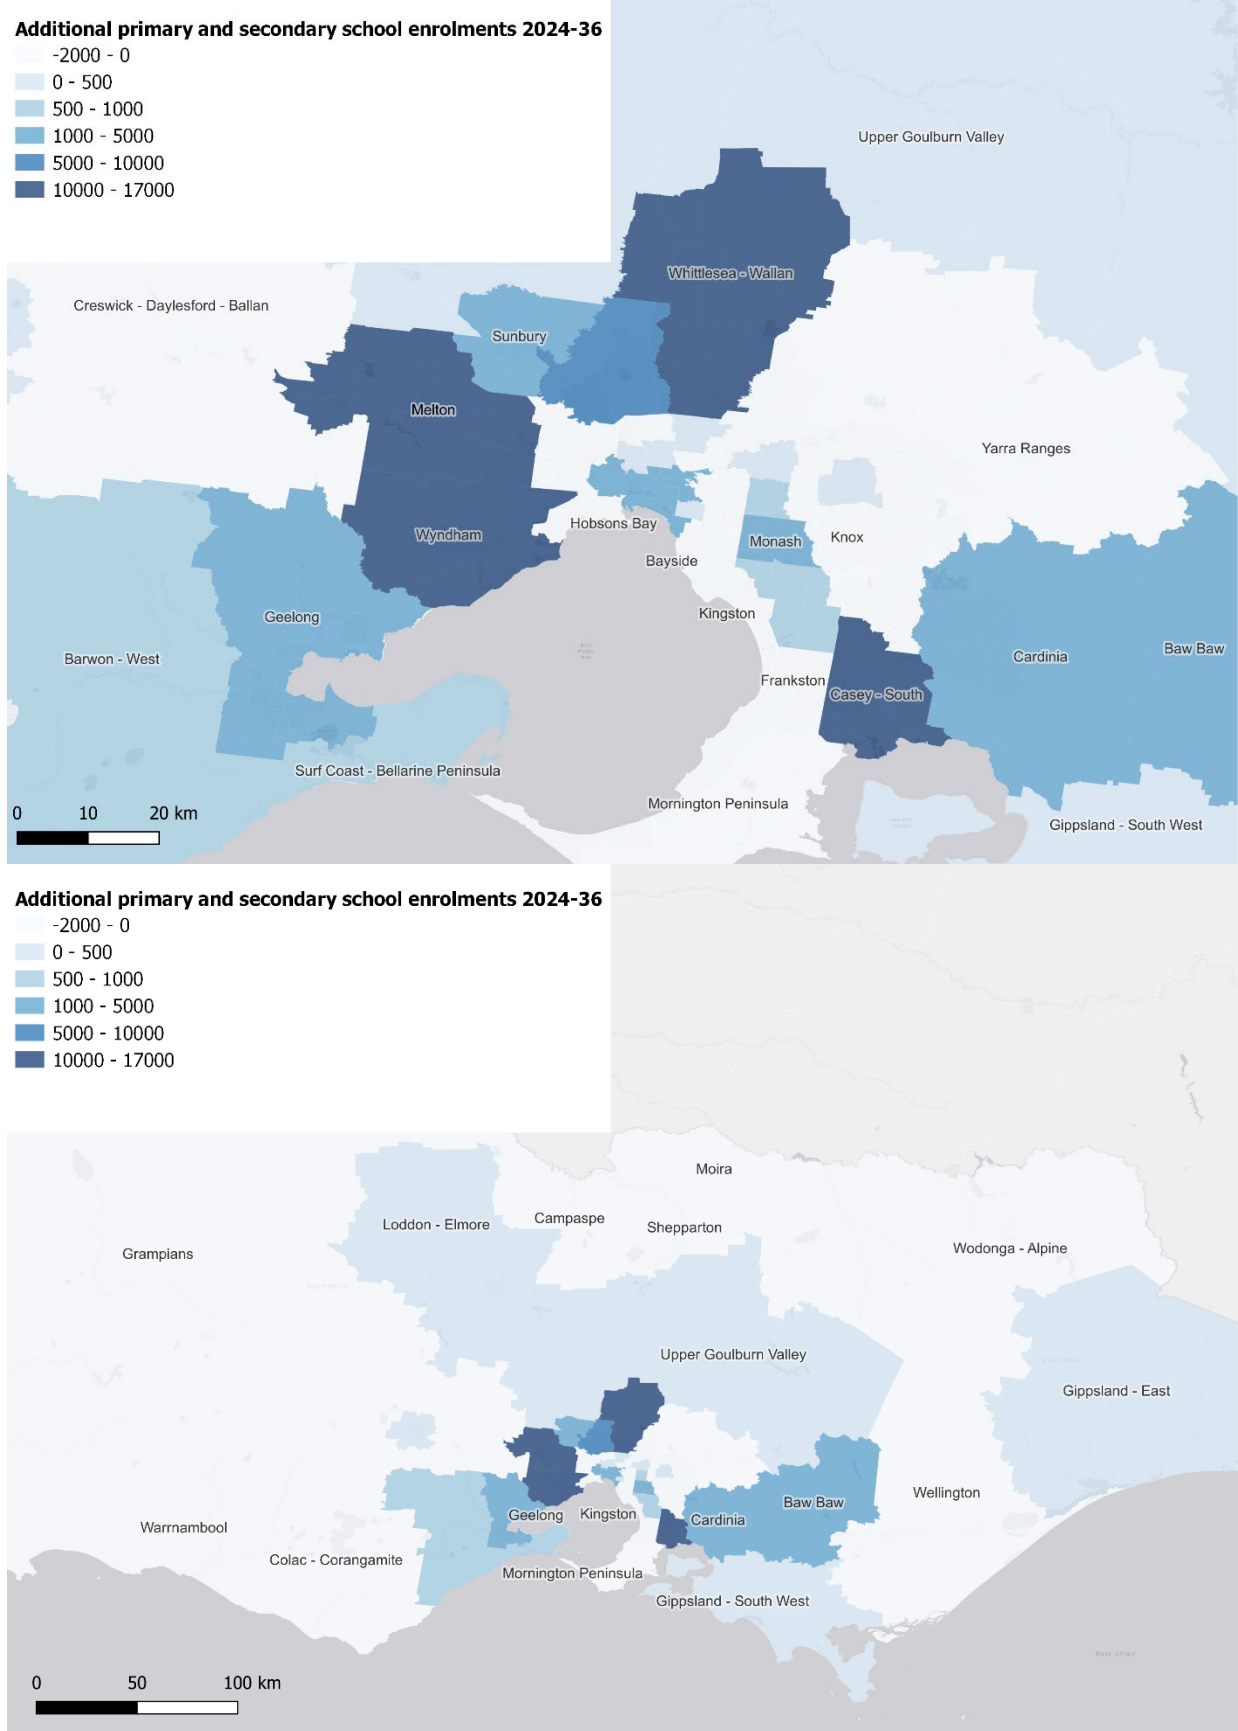 Additional primary and secondary school enrolments 2024-36
-2000 - 0
0 - 500
500 - 1000
1000 - 5000
5000 - 10000
10000 - 17000
Upper Goulburn Valley
Whittlesea - Wallan
Creswick - Daylesford - Ballan
Sunbury
Melton
Yarra Ranges
Hobsons Bay
Wyndham
Monash
Knox
Bayside
Geelong
Kingston
Barwon - West
Cardinia
Baw Baw
Frankston
Casey - South
Surf Coast - Bellarine Peninsula
Mornington Peninsula
Gippsland - South West
0 10 20 km
Additional primary and secondary school enrolments 2024-36
-2000 - 0
0 - 500
500 - 1000
1000 - 5000
5000 - 10000
10000 - 17000
Moira
Loddon - Elmore
Campaspe
Shepparton
Grampians
Wodonga - Alpine
Upper Goulburn Valley
Gippsland - East
Wellington
Baw Baw
Geelong
Kingston
Cardinia
Warrnambool
Colac - Corangamite
Mornington Peninsula
Gippsland - South West
0 50 100 km